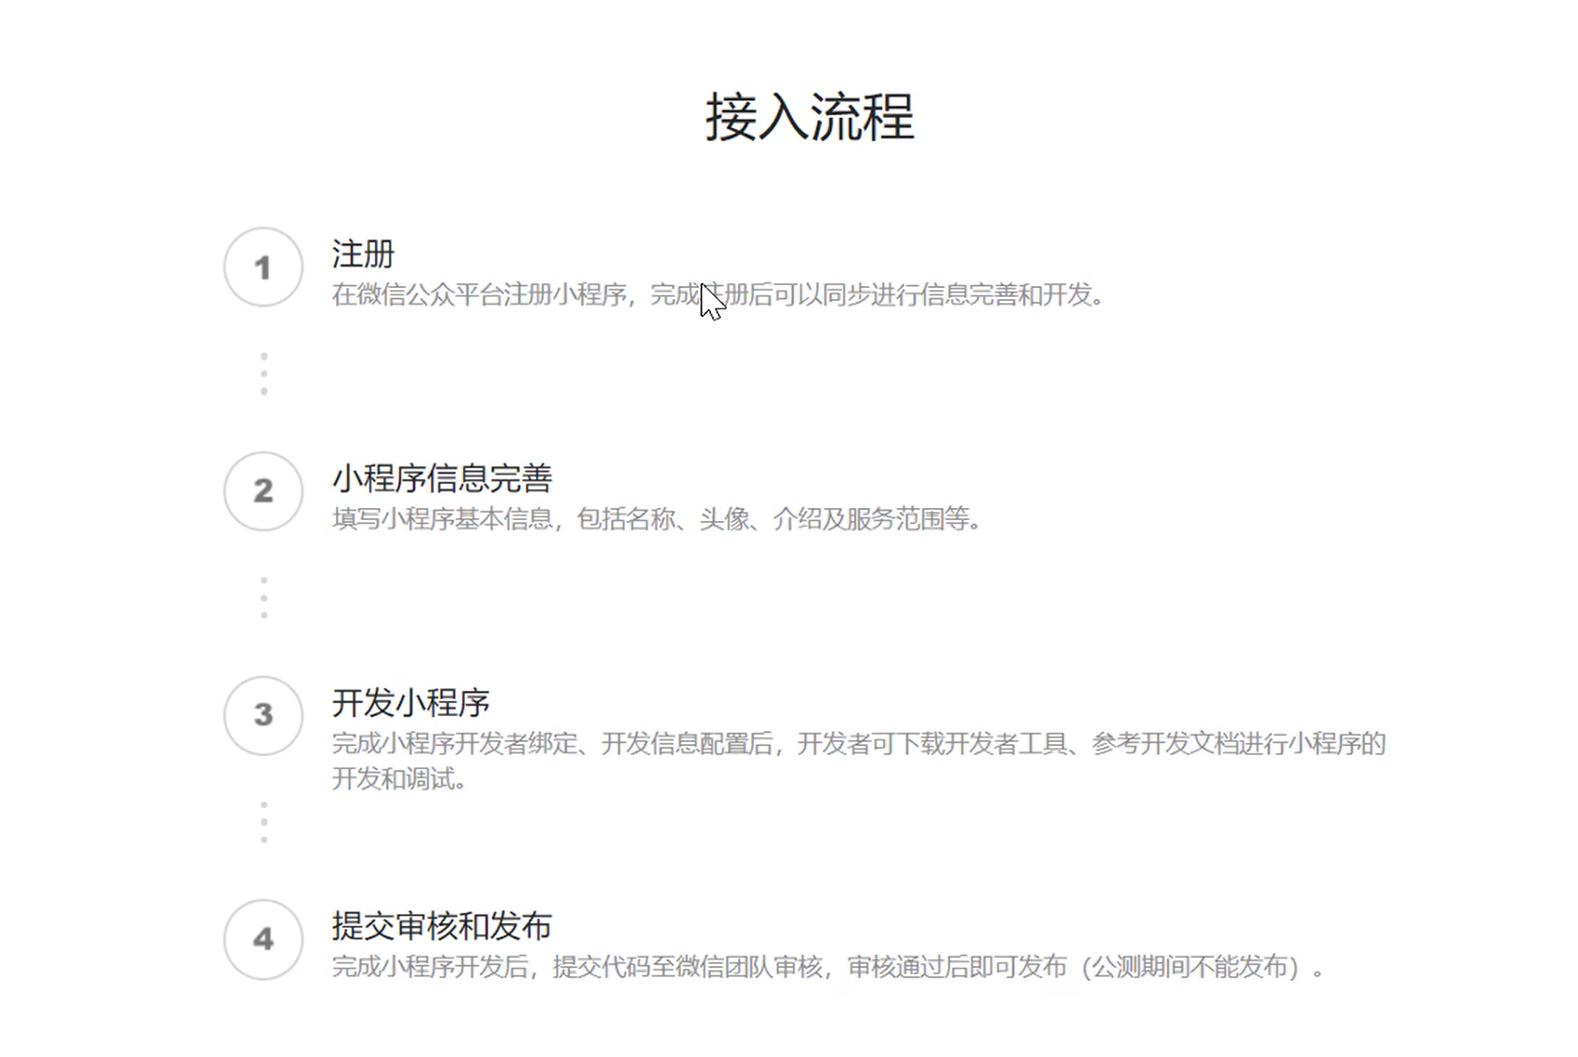 接入流程
1
注册
在微信公众平台注册小程序，完成注册后可以同步进行信息完善和开发。
2
小程序信息完善
填写小程序基本信息，包括名称、头像、介绍及服务范围等。
3
开发小程序
完成小程序开发者绑定、开发信息配置后，开发者可下载开发者工具、参考开发文档进行小程序的
开发和调试。
4
提交审核和发布
完成小程序开发后，提交代码至微信团队审核，审核通过后即可发布（公测期间不能发布）。